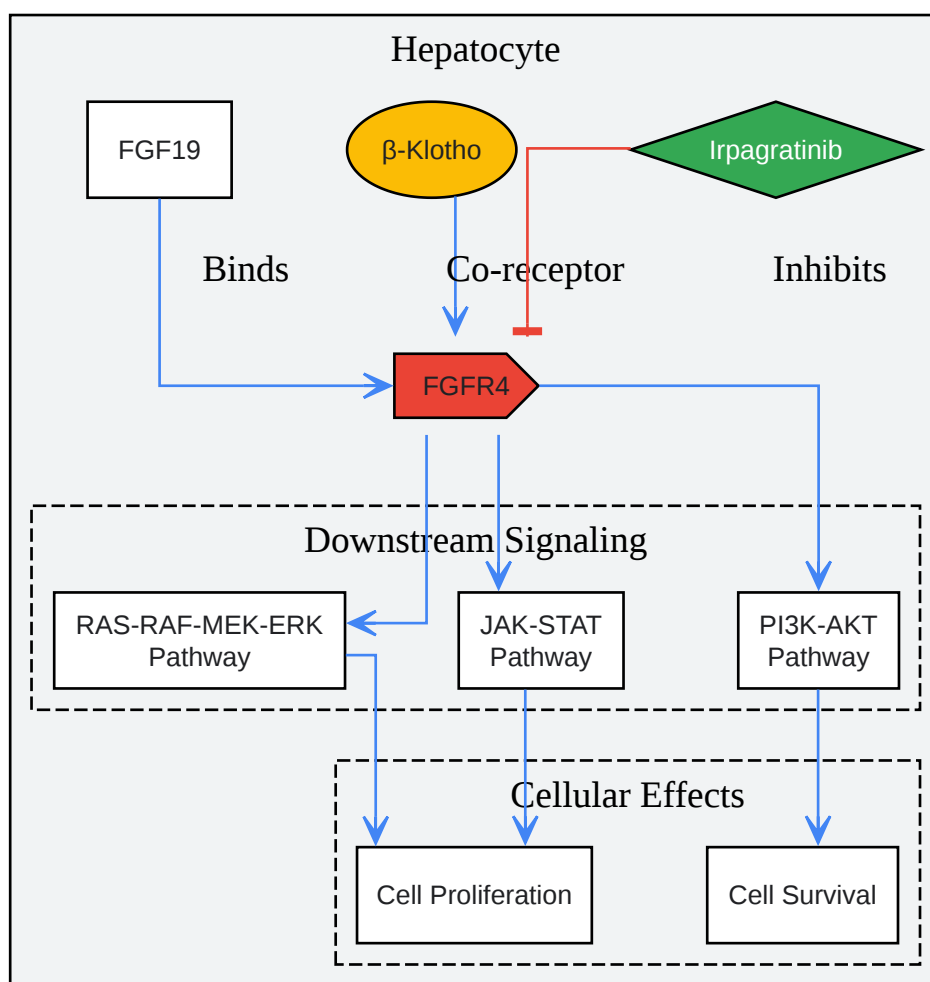 Hepatocyte
FGF19
β-Klotho
Irpagratinib
Binds
Co-receptor
Inhibits
FGFR4
Downstream Signaling
RAS-RAF-MEK-ERK
Pathway
JAK-STAT
Pathway
PI3K-AKT
Pathway
Cellular Effects
Cell Proliferation
Cell Survival